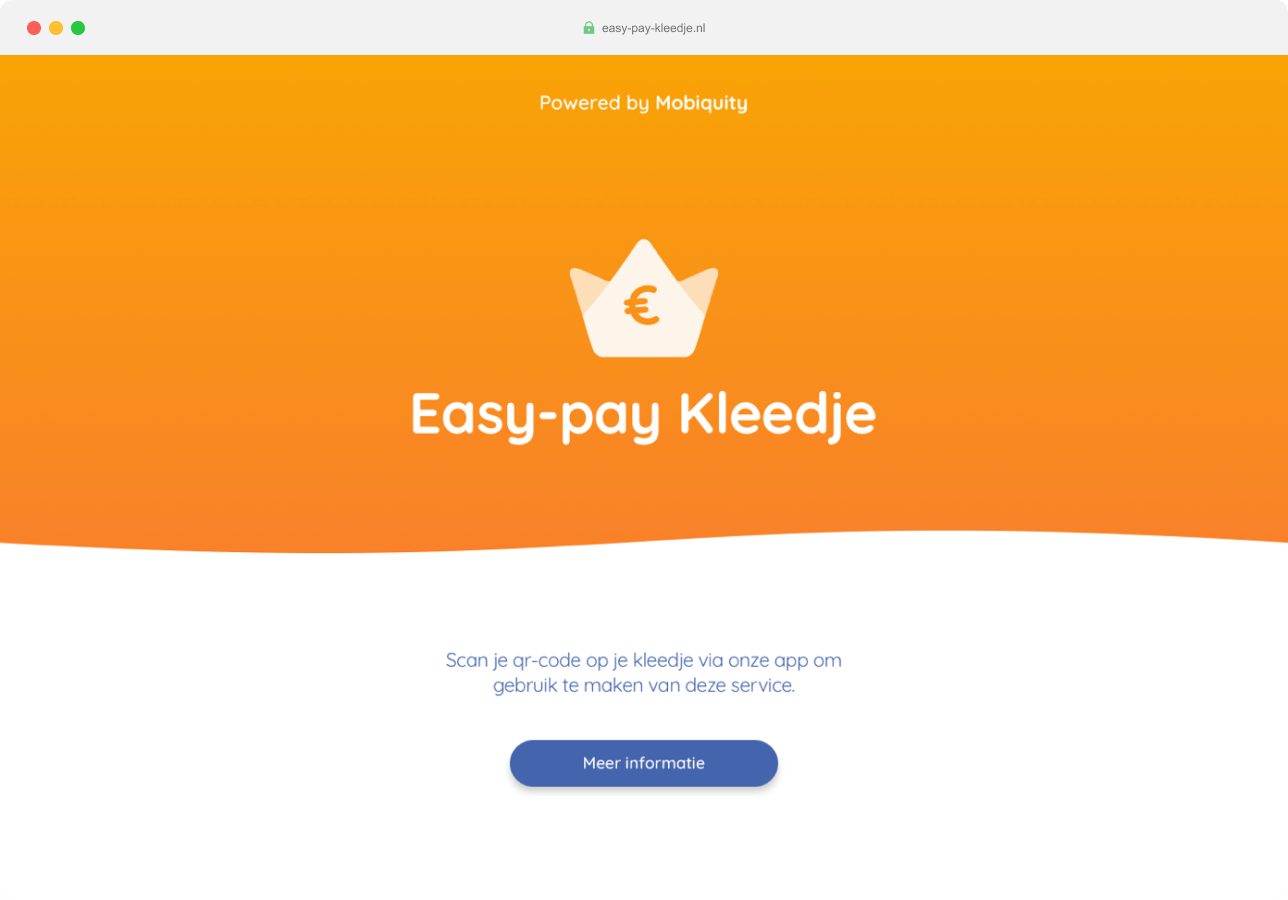 easy-pay-kleedje.nl
Powered by Mobiquity
€
Easy-pay Kleedje
Scan je qr-code op je kleedje via onze app om
gebruik te maken van deze service.
Meer informatie